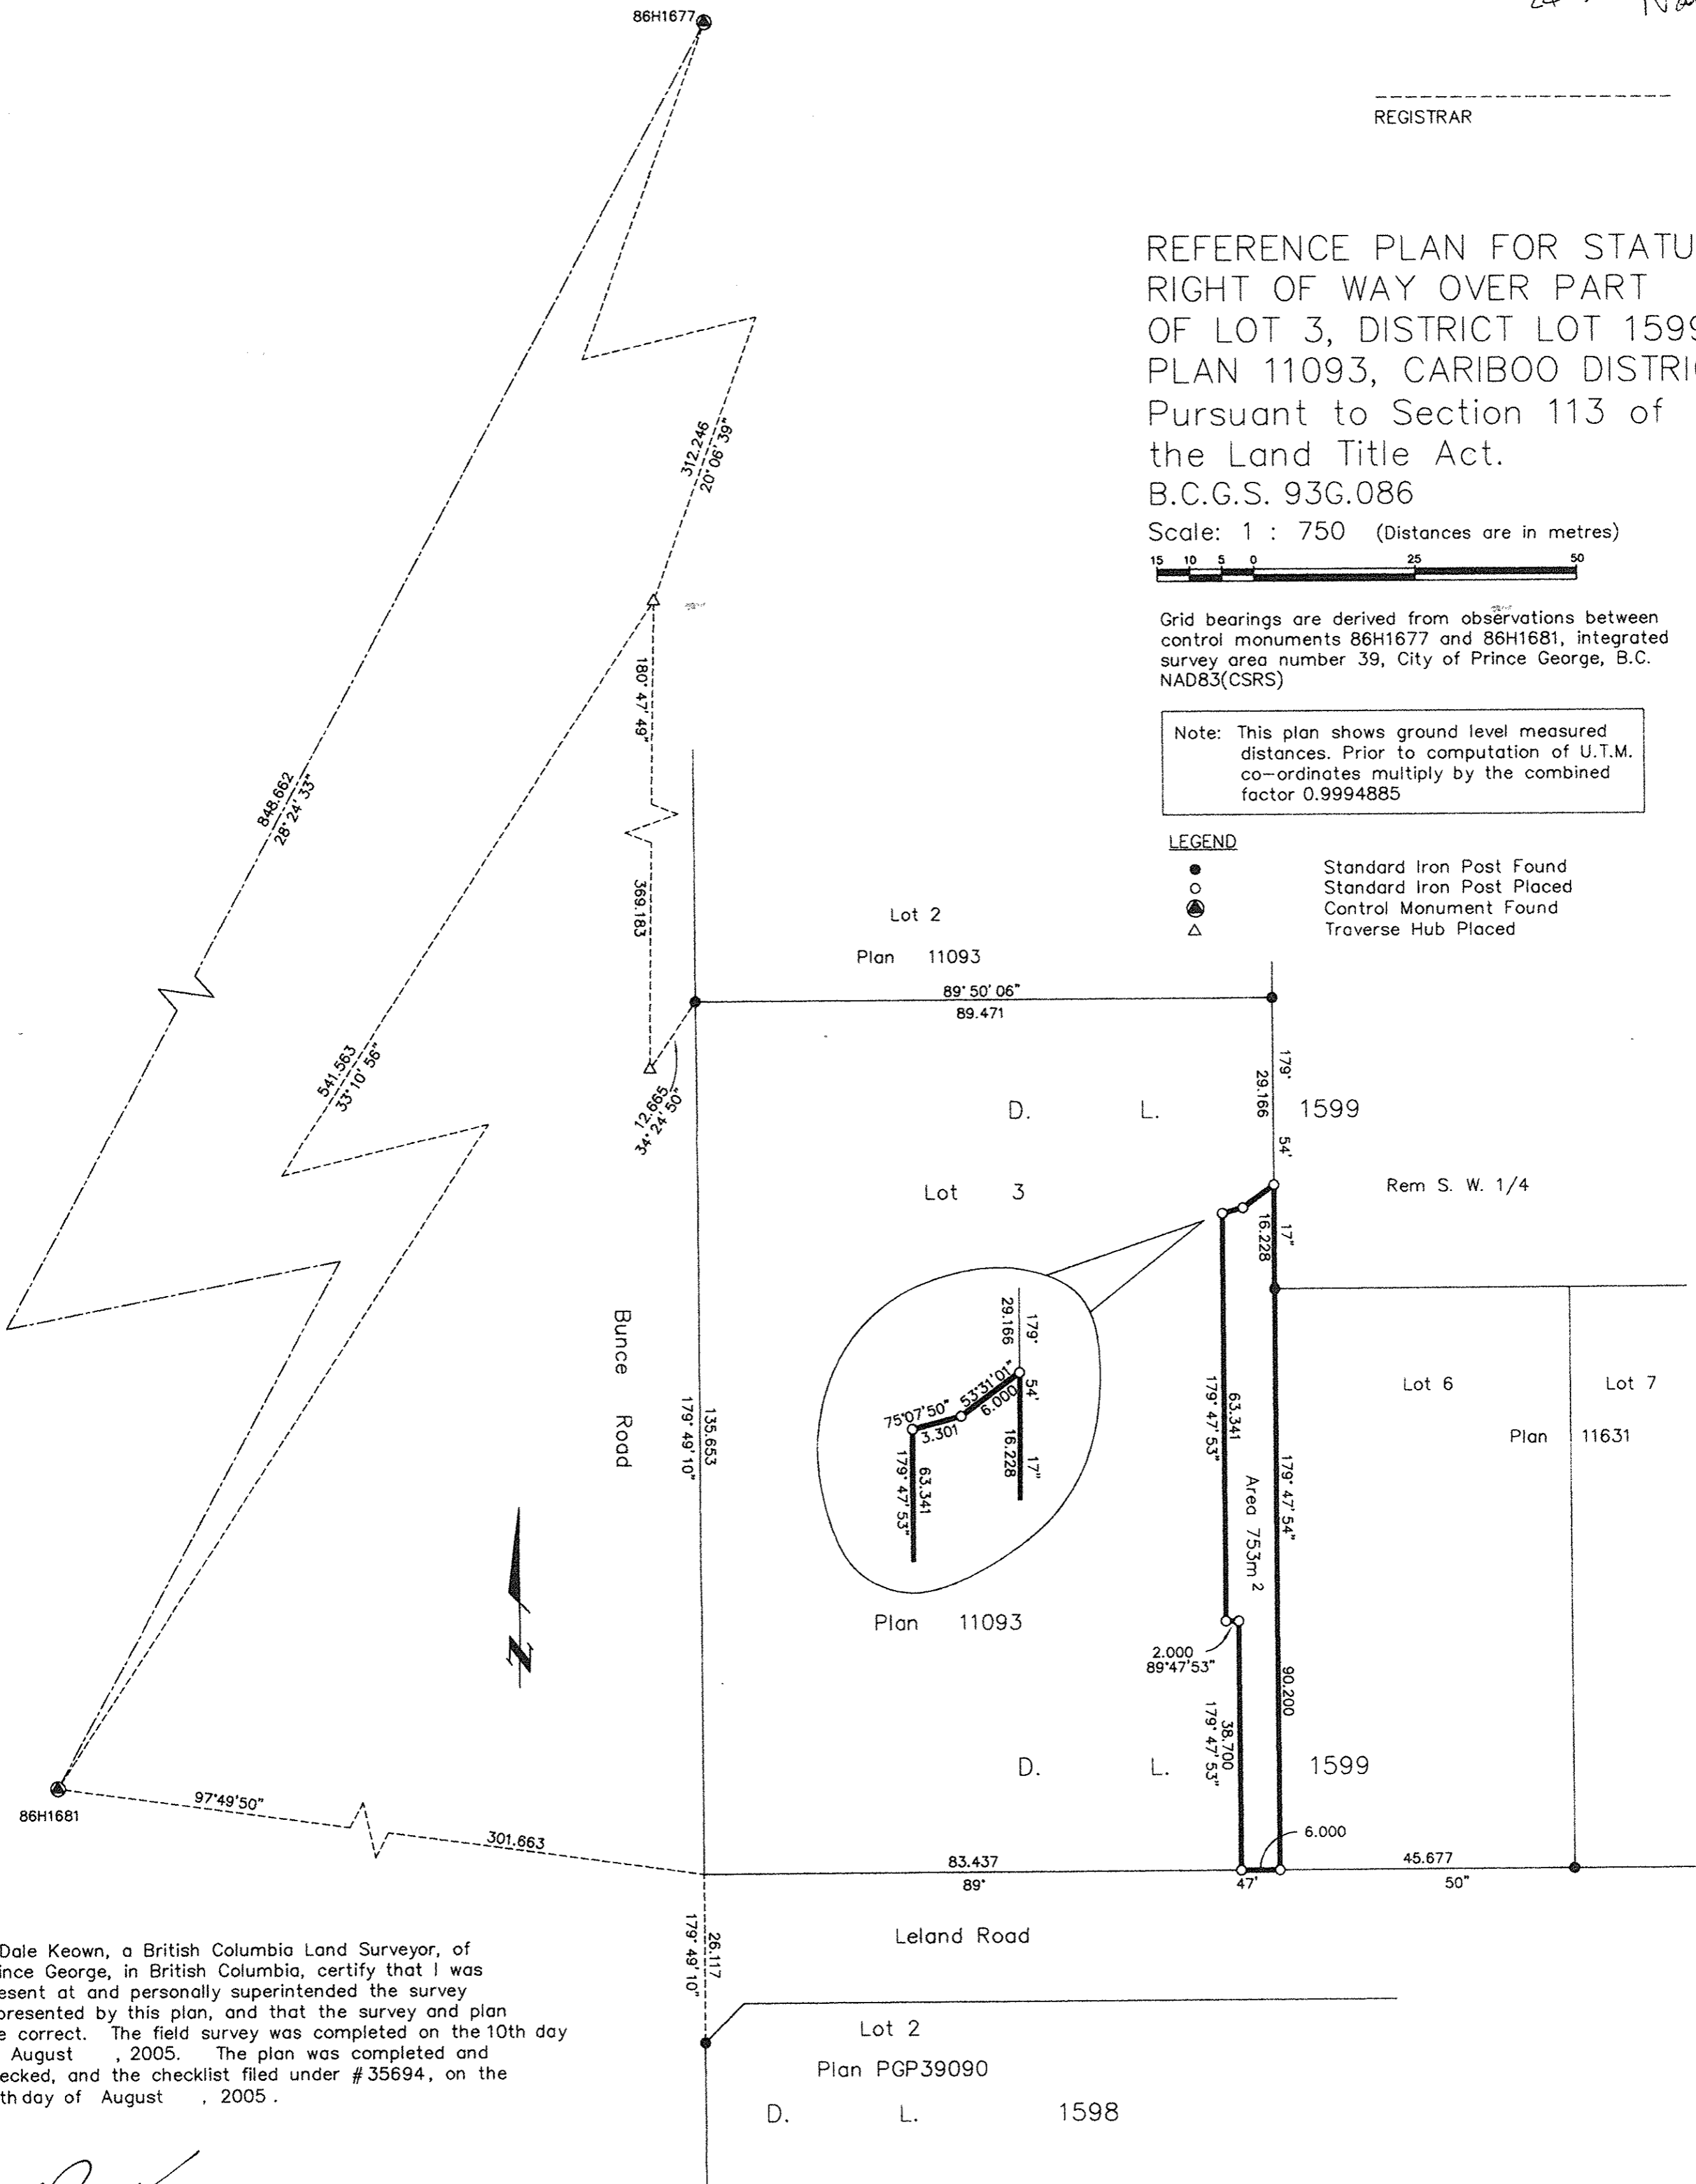 86H1677
REGISTRAR
REFERENCE PLAN FOR STATU
RIGHT OF WAY OVER PART
OF LOT 3, DISTRICT LOT 1599
PLAN 11093, CARIBOO DISTRI
Pursuant to Section 113 of
the Land Title Act.
B.C.G.S. 93G.086
Scale: 1 : 750 (Distances are in metres)
15 10 5 0 25 50
Grid bearings are derived from observations between
control monuments 86H1677 and 86H1681, integrated
survey area number 39, City of Prince George, B.C.
NAD83(CSRS)
Note: This plan shows ground level measured
distances. Prior to computation of U.T.M.
co-ordinates multiply by the combined
factor 0.9994885
LEGEND
Standard Iron Post Found
Standard Iron Post Placed
Control Monument Found
Traverse Hub Placed
312.246
20°06'39"
180°47'49"
369.183
848.662
28°24'33"
541.563
33°10'56"
12.665
34°24'50"
Lot 2
Plan 11093
89°50'06"
89.471
179°
29.166
54'
D. L. 1599
Lot 3
Rem S. W. 1/4
16.228
17"
29.166
179°
53°31'01"
6.000
54'
75°07'50"
3.301
16.228
17"
63.341
179°47'53"
Bunce Road
135.653
179°49'10"
63.341
179°47'53"
Area 753m2
179°47'54"
Lot 6
Lot 7
Plan 11631
N
Plan 11093
2.000
89°47'53"
90.200
38.700
179°47'53"
D. L. 1599
86H1681
97°49'50"
301.663
6.000
83.437
45.677
89° 47' 50"
Leland Road
26.117
179°49'10"
Lot 2
Plan PGP39090
D. L. 1598
Dale Keown, a British Columbia Land Surveyor, of
ince George, in British Columbia, certify that I was
esent at and personally superintended the survey
presented by this plan, and that the survey and plan
e correct. The field survey was completed on the 10th day
August , 2005. The plan was completed and
ecked, and the checklist filed under #35694, on the
th day of August , 2005 .